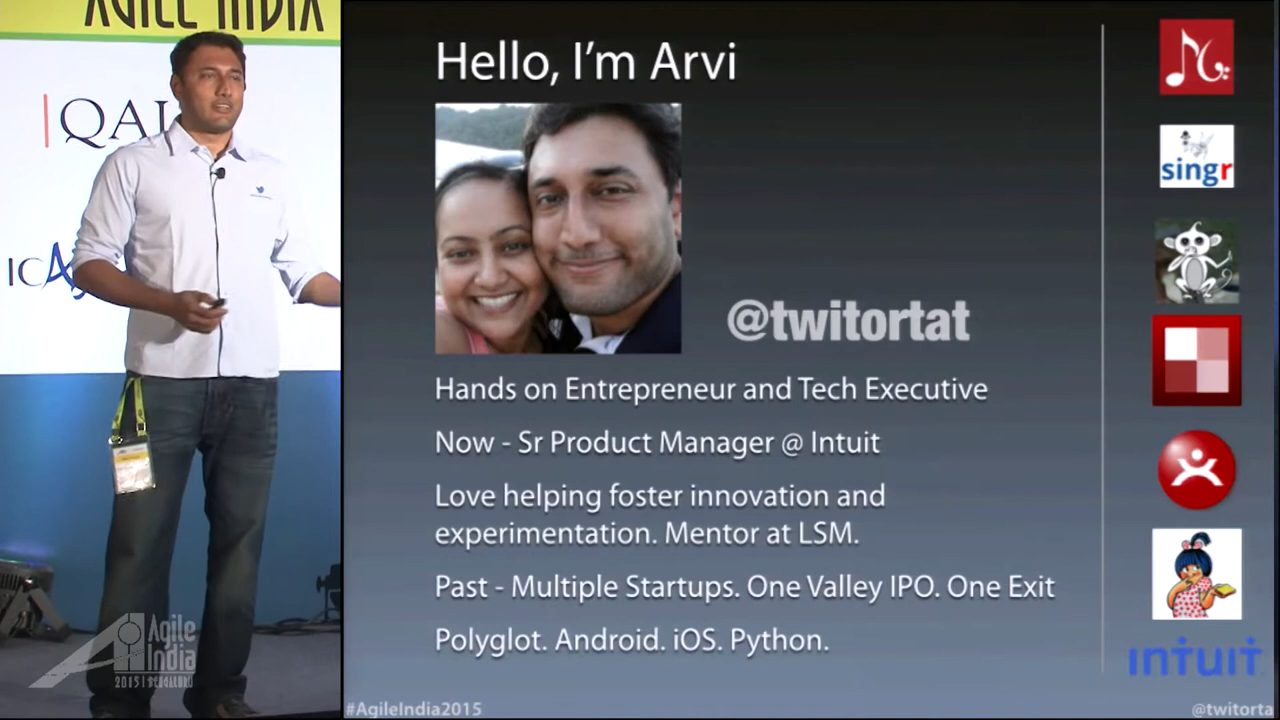 AGILE INDIA
QAI
ICA
Agile
India
2015 | BENGALURU
Hello, I'm Arvi
@twitortat
Hands on Entrepreneur and Tech Executive
Now - Sr Product Manager @ Intuit
Love helping foster innovation and
experimentation. Mentor at LSM.
Past - Multiple Startups. One Valley IPO. One Exit
Polyglot. Android. iOS. Python.
#AgileIndia2015
singr
intuit
@twitorta